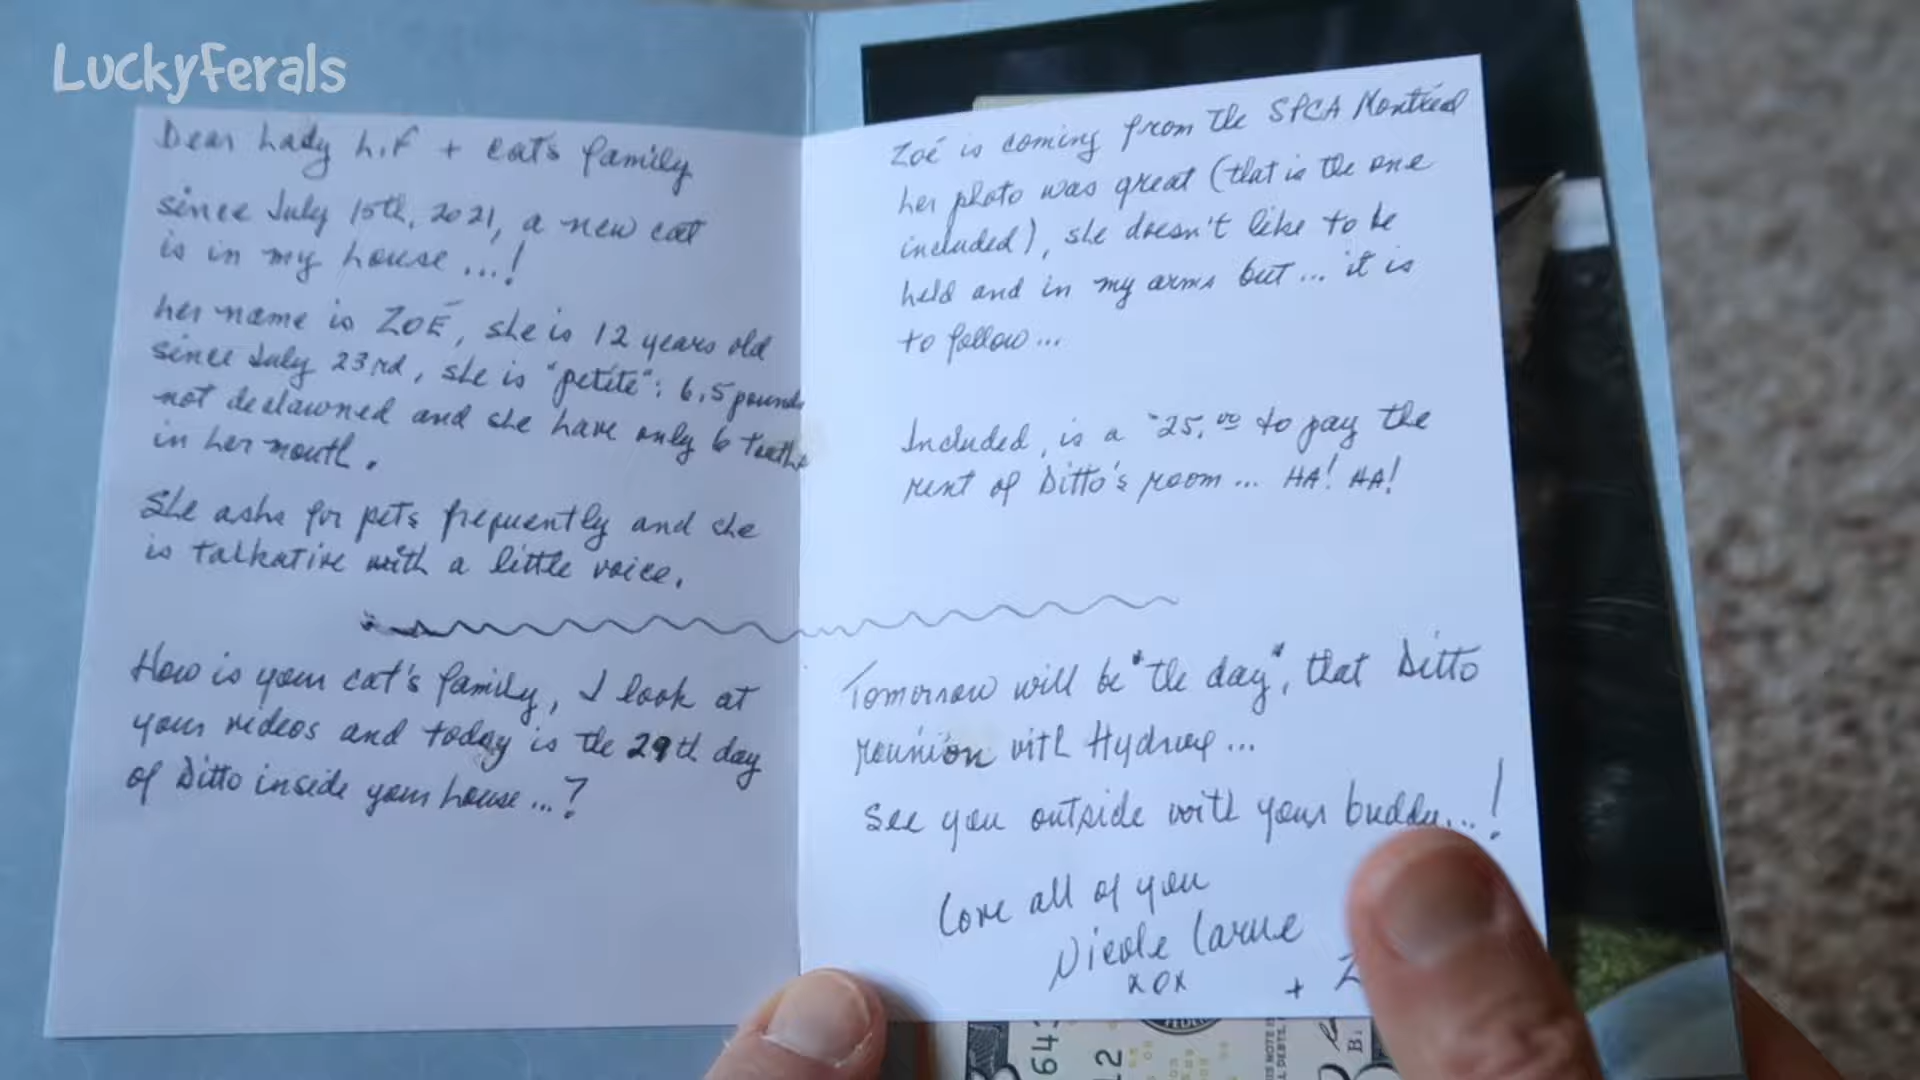 LuckyFerals
Dear Lady L.F + cat's family
since July 15th, 2021, a new cat
is in my house...!
her name is ZOÉ, she is 12 years old
since July 23rd, she is "petite": 6,5 pounds
not declawned and she have only 6 teeths
in her mouth.
She asks for pets frequently and she
is talkative with a little voice.
How is your cat's family, I look at
your videos and today is the 29th day
of Ditto inside your house...?
Zoé is coming from the SPCA Montréal
her photo was great (that is the one
included), she doesn't like to be
held and in my arms but... it is
to follow...
Included, is a 25,00 to pay the
rent of Ditto's room... HA! HA!
Tomorrow will be "the day", that Ditto
reunion with Hydrox...
See you outside with your buddy...!
Love all of you
Nicole Larue
xox + Z
64
12